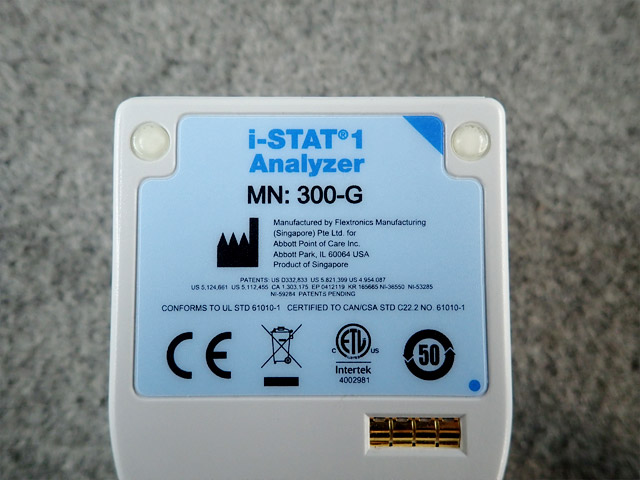 i-STAT®1
Analyzer
MN: 300-G
Manufactured by Flextronics Manufacturing
(Singapore) Pte Ltd. for
Abbott Point of Care Inc.
Abbott Park, IL 60064 USA
Product of Singapore
PATENTS: US D332,833 US 5,821,399 US 4,954,087
US 5,124,661 US 5,112,455 CA 1,303,175 EP 0412119 KR 165665 NI-36550 NI-53285
NI-59284 PATENTS PENDING
CONFORMS TO UL STD 61010-1 CERTIFIED TO CAN/CSA STD C22.2 NO. 61010-1
CE
C ETL US
Intertek
4002981
50